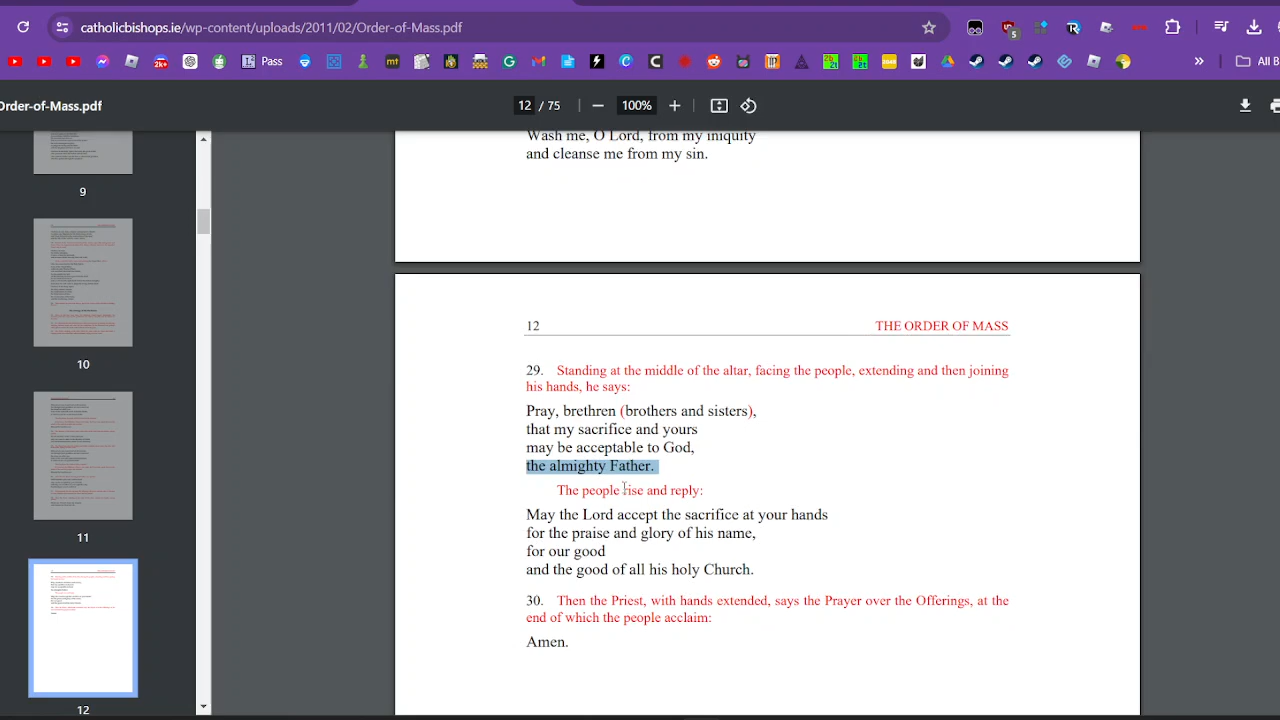 catholicbishops.ie/wp-content/uploads/2011/02/Order-of-Mass.pdf
Pass
All B
Order-of-Mass.pdf
12 / 75
100%
9
10
11
12
Wash me, O Lord, from my iniquity
and cleanse me from my sin.
12 THE ORDER OF MASS
29. Standing at the middle of the altar, facing the people, extending and then joining
his hands, he says:
Pray, brethren (brothers and sisters),
that my sacrifice and yours
may be acceptable to God,
the almighty Father.
The people rise and reply:
May the Lord accept the sacrifice at your hands
for the praise and glory of his name,
for our good
and the good of all his holy Church.
30. Then the Priest, with hands extended, says the Prayer over the Offerings, at the
end of which the people acclaim:
Amen.